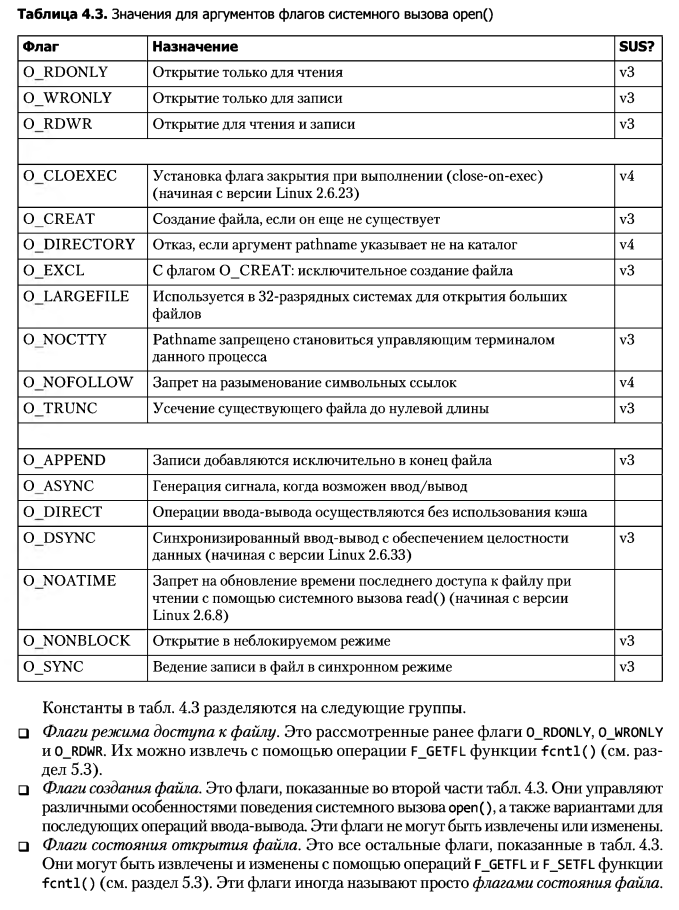 Таблица 4.3. Значения для аргументов флагов системного вызова open()
Флаг Назначение SUS?
O_RDONLY Открытие только для чтения v3
O_WRONLY Открытие только для записи v3
O_RDWR Открытие для чтения и записи v3
O_CLOEXEC Установка флага закрытия при выполнении (close-on-exec) v4
(начиная с версии Linux 2.6.23)
O_CREAT Создание файла, если он еще не существует v3
O_DIRECTORY Отказ, если аргумент pathname указывает не на каталог v4
O_EXCL С флагом O_CREAT: исключительное создание файла v3
O_LARGEFILE Используется в 32-разрядных системах для открытия больших
файлов
O_NOCTTY Pathname запрещено становиться управляющим терминалом v3
данного процесса
O_NOFOLLOW Запрет на разыменование символьных ссылок v4
O_TRUNC Усечение существующего файла до нулевой длины v3
O_APPEND Записи добавляются исключительно в конец файла v3
O_ASYNC Генерация сигнала, когда возможен ввод/вывод
O_DIRECT Операции ввода-вывода осуществляются без использования кэша
O_DSYNC Синхронизированный ввод-вывод с обеспечением целостности v3
данных (начиная с версии Linux 2.6.33)
O_NOATIME Запрет на обновление времени последнего доступа к файлу при
чтении с помощью системного вызова read() (начиная с версии
Linux 2.6.8)
O_NONBLOCK Открытие в неблокируемом режиме v3
O_SYNC Ведение записи в файл в синхронном режиме v3
Константы в табл. 4.3 разделяются на следующие группы.
❑ Флаги режима доступа к файлу. Это рассмотренные ранее флаги O_RDONLY, O_WRONLY
и O_RDWR. Их можно извлечь с помощью операции F_GETFL функции fcntl() (см. раз-
дел 5.3).
❑ Флаги создания файла. Это флаги, показанные во второй части табл. 4.3. Они управляют
различными особенностями поведения системного вызова open(), а также вариантами для
последующих операций ввода-вывода. Эти флаги не могут быть извлечены или изменены.
❑ Флаги состояния открытия файла. Это все остальные флаги, показанные в табл. 4.3.
Они могут быть извлечены и изменены с помощью операций F_GETFL и F_SETFL функции
fcntl() (см. раздел 5.3). Эти флаги иногда называют просто флагами состояния файла.